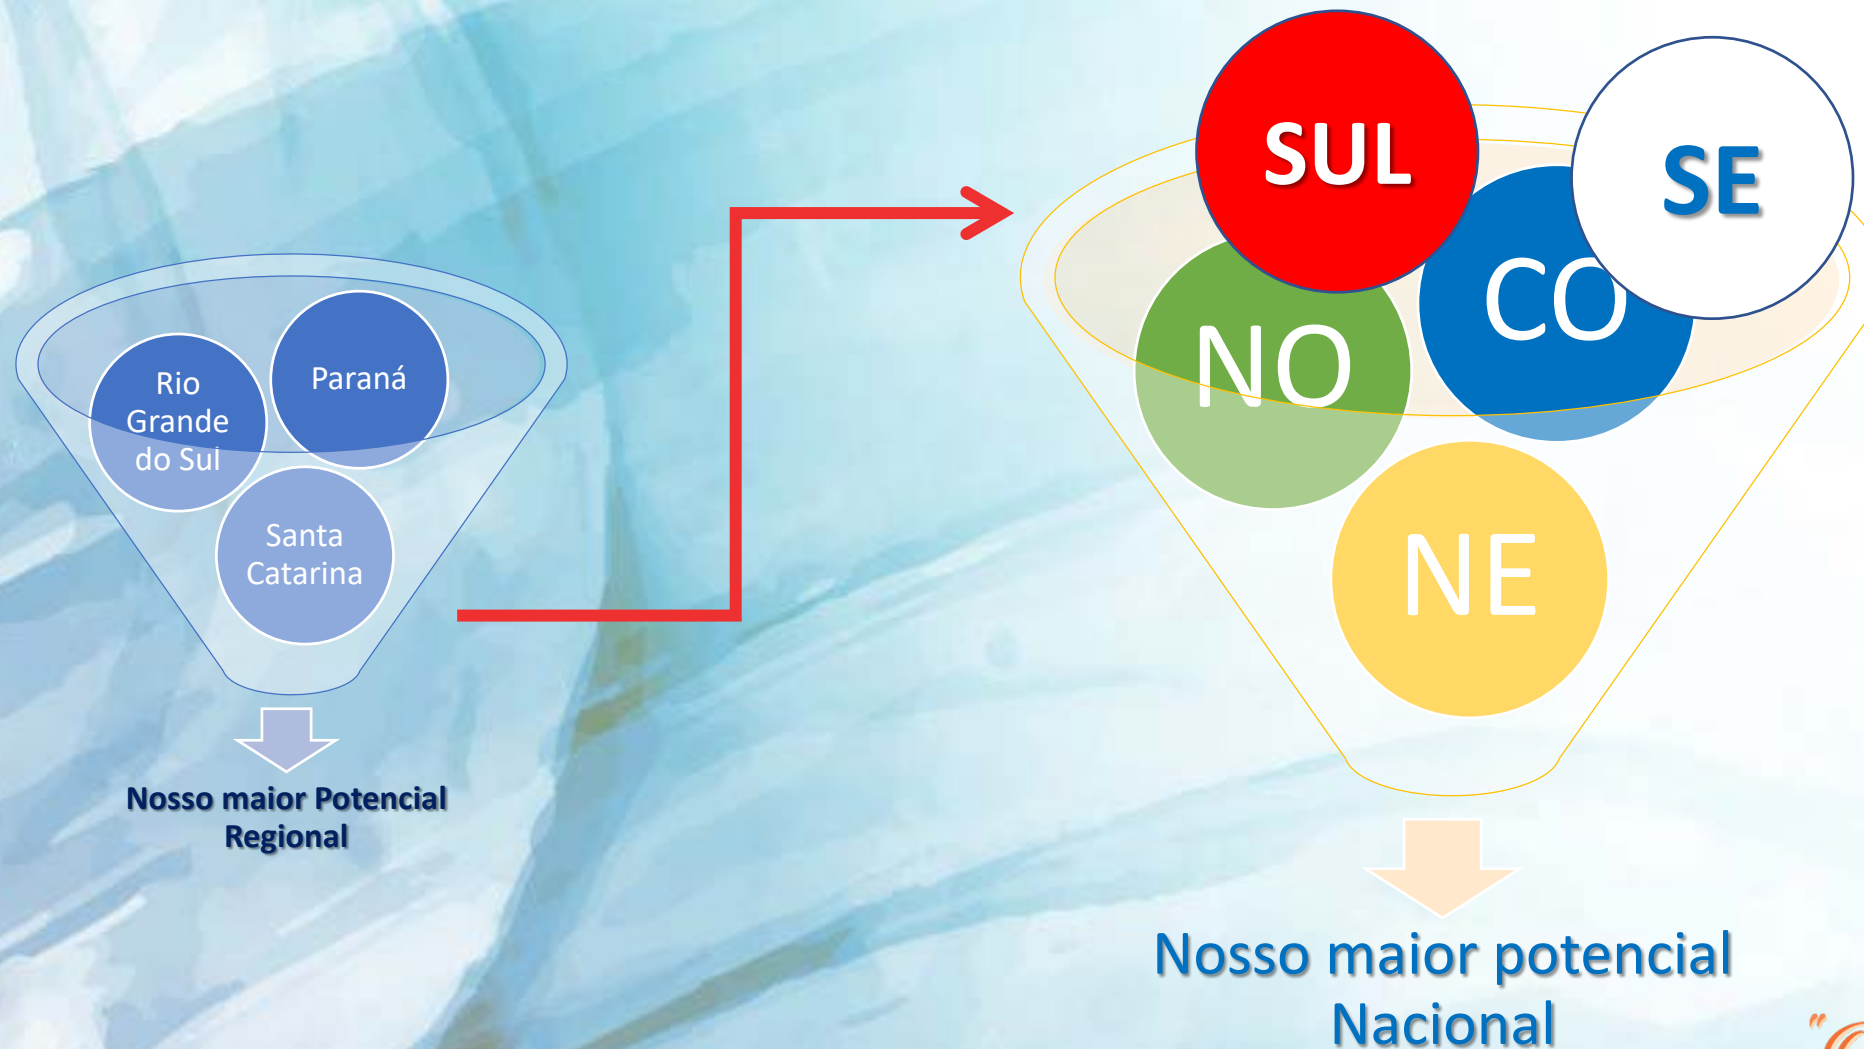 Rio
Grande
do Sul
Paraná
Santa
Catarina
Nosso maior Potencial
Regional
SUL
SE
NO
CO
NE
Nosso maior potencial
Nacional
"